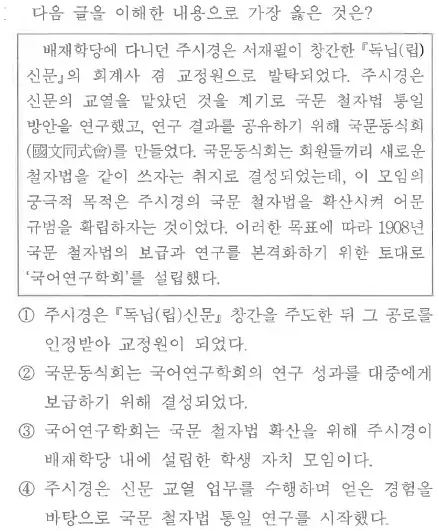 다음 글을 이해한 내용으로 가장 옳은 것은?
배재학당에 다니던 주시경은 서재필이 창간한 『독닙(립)
신문』의 회계사 겸 교정원으로 발탁되었다. 주시경은
신문의 교열을 맡았던 것을 계기로 국문 철자법 통일
방안을 연구했고, 연구 결과를 공유하기 위해 국문동식회
(國文同式會)를 만들었다. 국문동식회는 회원들끼리 새로운
철자법을 같이 쓰자는 취지로 결성되었는데, 이 모임의
궁극적 목적은 주시경의 국문 철자법을 확산시켜 어문
규범을 확립하자는 것이었다. 이러한 목표에 따라 1908년
국문 철자법의 보급과 연구를 본격화하기 위한 토대로
‘국어연구학회’를 설립했다.
① 주시경은 『독닙(립)신문』 창간을 주도한 뒤 그 공로를
인정받아 교정원이 되었다.
② 국문동식회는 국어연구학회의 연구 성과를 대중에게
보급하기 위해 결성되었다.
③ 국어연구학회는 국문 철자법 확산을 위해 주시경이
배재학당 내에 설립한 학생 자치 모임이다.
④ 주시경은 신문 교열 업무를 수행하며 얻은 경험을
바탕으로 국문 철자법 통일 연구를 시작했다.